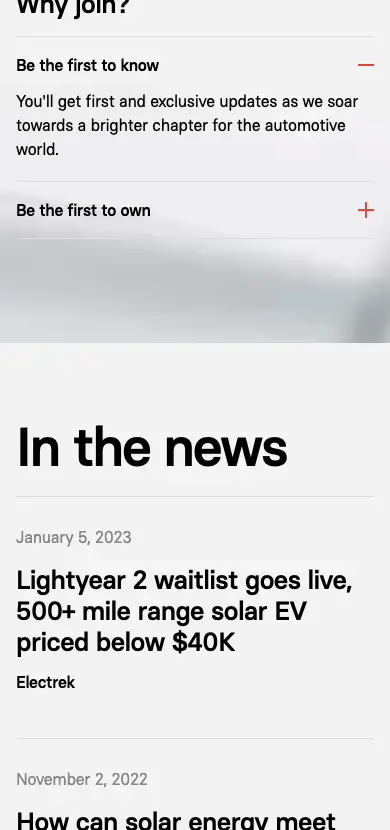 Why join?
Be the first to know
You'll get first and exclusive updates as we soar
towards a brighter chapter for the automotive
world.
Be the first to own
In the news
January 5, 2023
Lightyear 2 waitlist goes live,
500+ mile range solar EV
priced below $40K
Electrek
November 2, 2022
How can solar energy meet